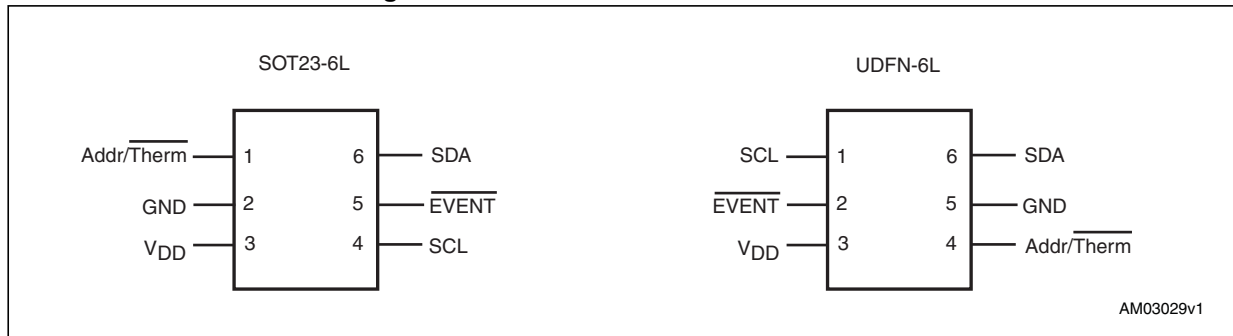 SOT23-6L
Addr/Therm 1 6 SDA
GND 2 5 EVENT
VDD 3 4 SCL
UDFN-6L
SCL 1 6 SDA
EVENT 2 5 GND
VDD 3 4 Addr/Therm
AM03029v1